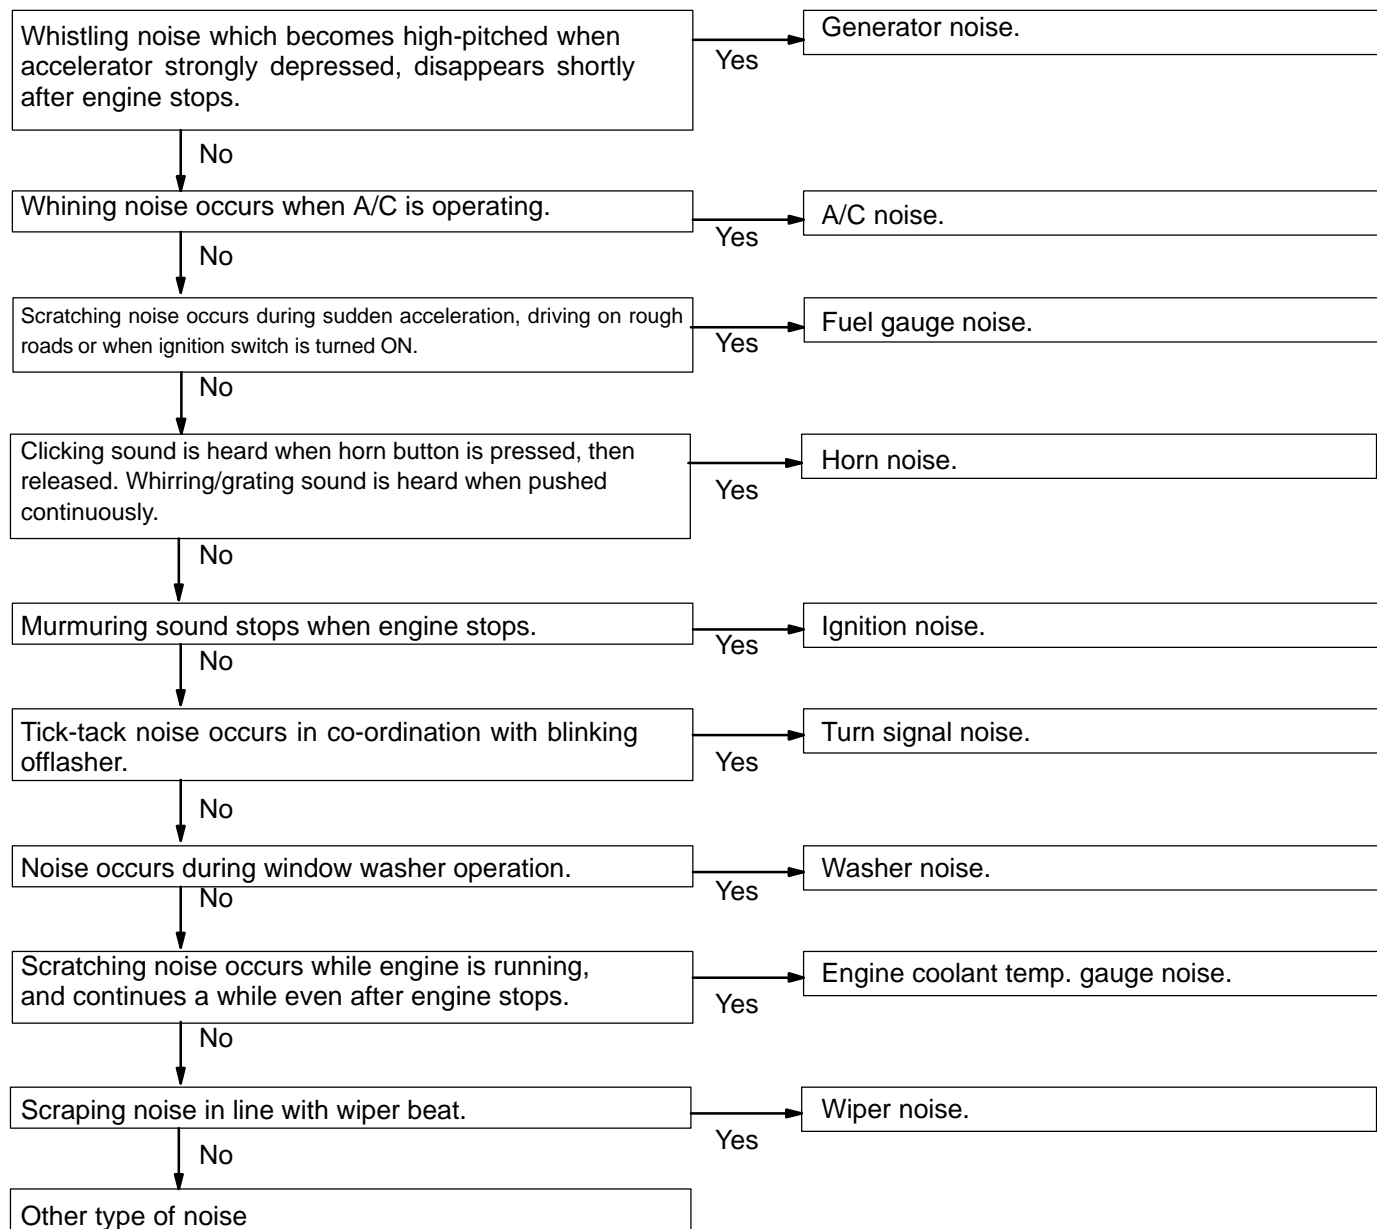 Whistling noise which becomes high-pitched when
accelerator strongly depressed, disappears shortly
after engine stops.
Yes
Generator noise.
No
Whining noise occurs when A/C is operating.
Yes
A/C noise.
No
Scratching noise occurs during sudden acceleration, driving on rough
roads or when ignition switch is turned ON.
Yes
Fuel gauge noise.
No
Clicking sound is heard when horn button is pressed, then
released. Whirring/grating sound is heard when pushed
continuously.
Yes
Horn noise.
No
Murmuring sound stops when engine stops.
Yes
Ignition noise.
No
Tick-tack noise occurs in co-ordination with blinking
offlasher.
Yes
Turn signal noise.
No
Noise occurs during window washer operation.
Yes
Washer noise.
No
Scratching noise occurs while engine is running,
and continues a while even after engine stops.
Yes
Engine coolant temp. gauge noise.
No
Scraping noise in line with wiper beat.
Yes
Wiper noise.
No
Other type of noise